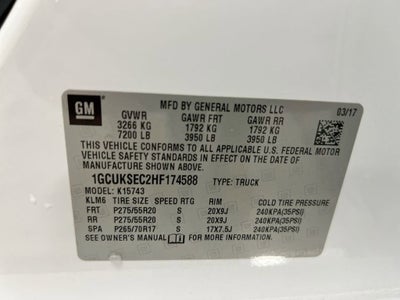 GM
MFD BY GENERAL MOTORS LLC 03/17
GVWR GAWR FRT GAWR RR
3266 KG 1792 KG 1792 KG
7200 LB 3950 LB 3950 LB
THIS VEHICLE CONFORMS TO ALL APPLICABLE U.S. FEDERAL MOTOR
VEHICLE SAFETY STANDARDS IN EFFECT ON THE DATE OF
MANUFACTURE SHOWN ABOVE.
1GCUKSEC2HF174588 TYPE: TRUCK
MODEL: K15743
KLM6 TIRE SIZE SPEED RTG RIM COLD TIRE PRESSURE
FRT P275/55R20 S 20X9J 240KPA(35PSI)
RR P275/55R20 S 20X9J 240KPA(35PSI)
SPA P265/70R17 S 17X7.5J 240KPA(35PSI)
SEE OWNER'S MANUAL FOR ADDITIONAL INFORMATION.